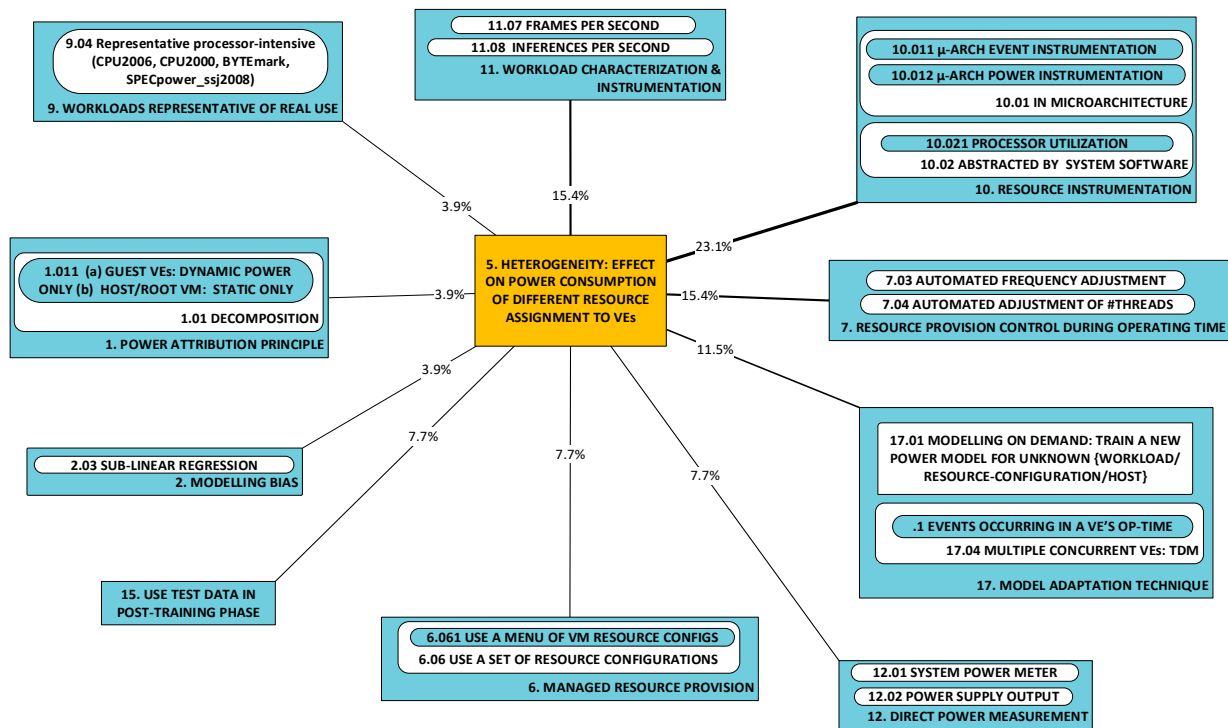 9.04 Representative processor-intensive
(CPU2006, CPU2000, BYTEmark,
SPECpower_ssj2008)
9. WORKLOADS REPRESENTATIVE OF REAL USE
11.07 FRAMES PER SECOND
11.08 INFERENCES PER SECOND
11. WORKLOAD CHARACTERIZATION &
INSTRUMENTATION
10.011 μ-ARCH EVENT INSTRUMENTATION
10.012 μ-ARCH POWER INSTRUMENTATION
10.01 IN MICROARCHITECTURE
10.021 PROCESSOR UTILIZATION
10.02 ABSTRACTED BY SYSTEM SOFTWARE
10. RESOURCE INSTRUMENTATION
3.9%
15.4%
23.1%
1.011 (a) GUEST VEs: DYNAMIC POWER
ONLY (b) HOST/ROOT VM: STATIC ONLY
1.01 DECOMPOSITION
1. POWER ATTRIBUTION PRINCIPLE
3.9%
5. HETEROGENEITY: EFFECT
ON POWER CONSUMPTION
OF DIFFERENT RESOURCE
ASSIGNMENT TO VEs
15.4%
7.03 AUTOMATED FREQUENCY ADJUSTMENT
7.04 AUTOMATED ADJUSTMENT OF #THREADS
7. RESOURCE PROVISION CONTROL DURING OPERATING TIME
3.9%
11.5%
7.7%
7.7%
7.7%
2.03 SUB-LINEAR REGRESSION
2. MODELLING BIAS
17.01 MODELLING ON DEMAND: TRAIN A NEW
POWER MODEL FOR UNKNOWN {WORKLOAD/
RESOURCE-CONFIGURATION/HOST}
.1 EVENTS OCCURRING IN A VE'S OP-TIME
17.04 MULTIPLE CONCURRENT VEs: TDM
17. MODEL ADAPTATION TECHNIQUE
15. USE TEST DATA IN
POST-TRAINING PHASE
6.061 USE A MENU OF VM RESOURCE CONFIGS
6.06 USE A SET OF RESOURCE CONFIGURATIONS
6. MANAGED RESOURCE PROVISION
12.01 SYSTEM POWER METER
12.02 POWER SUPPLY OUTPUT
12. DIRECT POWER MEASUREMENT